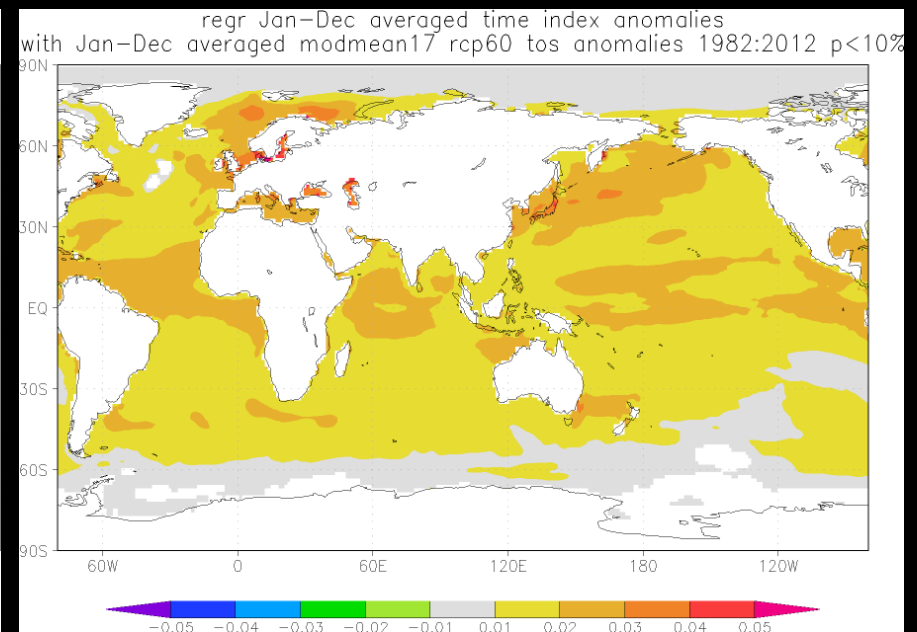 regr Jan-Dec averaged time index anomalies
with Jan-Dec averaged modmean17 rcp60 tos anomalies 1982:2012 p<10%
90N
60N
30N
EQ
30S
60S
90S
60W 0 60E 120E 180 120W
-0.05 -0.04 -0.03 -0.02 -0.01 0.01 0.02 0.03 0.04 0.05